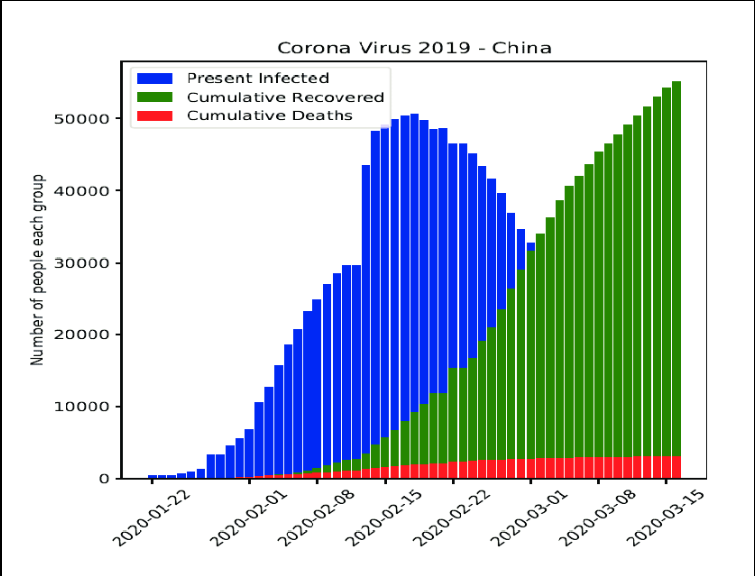 Corona Virus 2019 - China
Present Infected
Cumulative Recovered
Cumulative Deaths
Number of people each group
50000
40000
30000
20000
10000
0
2020-01-22
2020-02-01
2020-02-08
2020-02-15
2020-02-22
2020-03-01
2020-03-08
2020-03-15